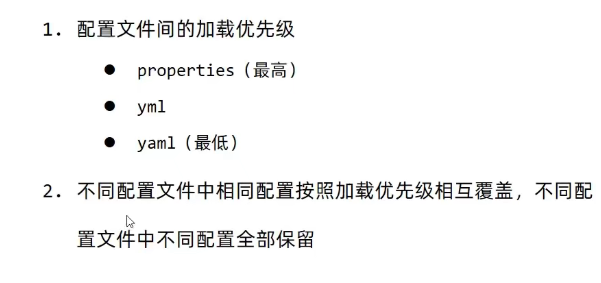 1. 配置文件间的加载优先级
● properties（最高）
● yml
● yaml（最低）
2. 不同配置文件中相同配置按照加载优先级相互覆盖，不同配
置文件中不同配置全部保留